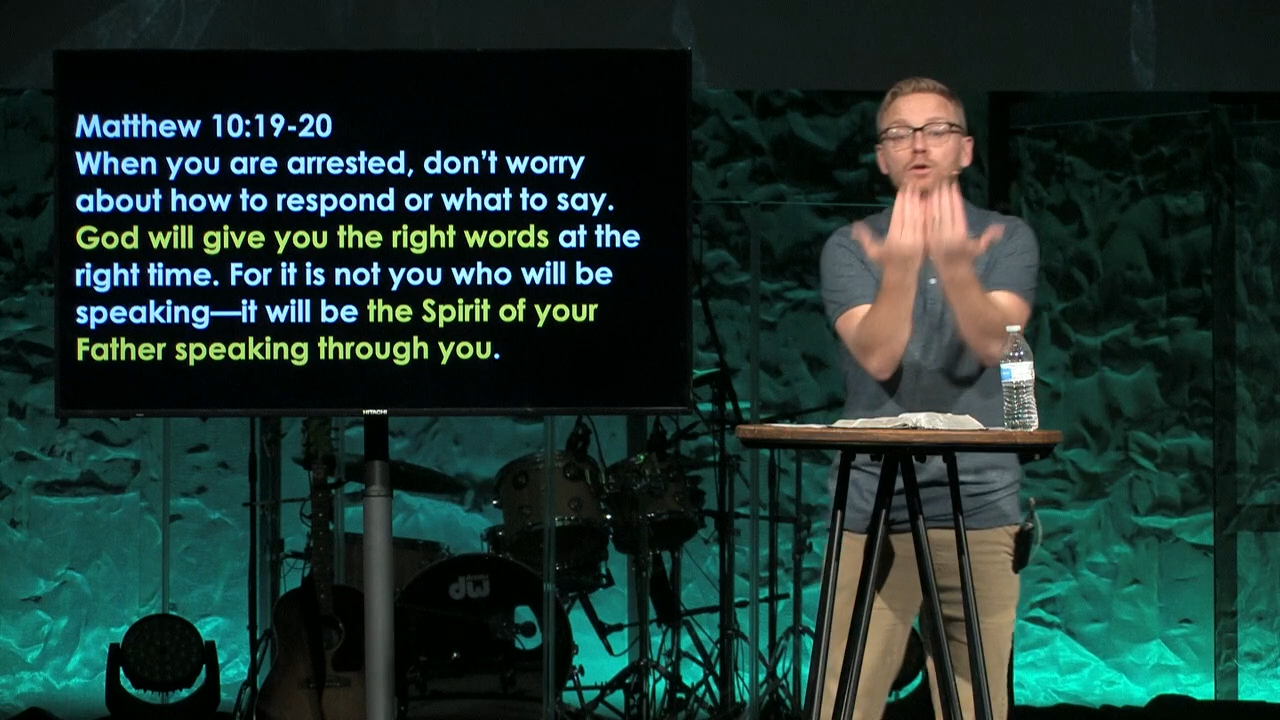 Matthew 10:19-20
When you are arrested, don’t worry
about how to respond or what to say.
God will give you the right words at the
right time. For it is not you who will be
speaking—it will be the Spirit of your
Father speaking through you.
HITACHI
dw